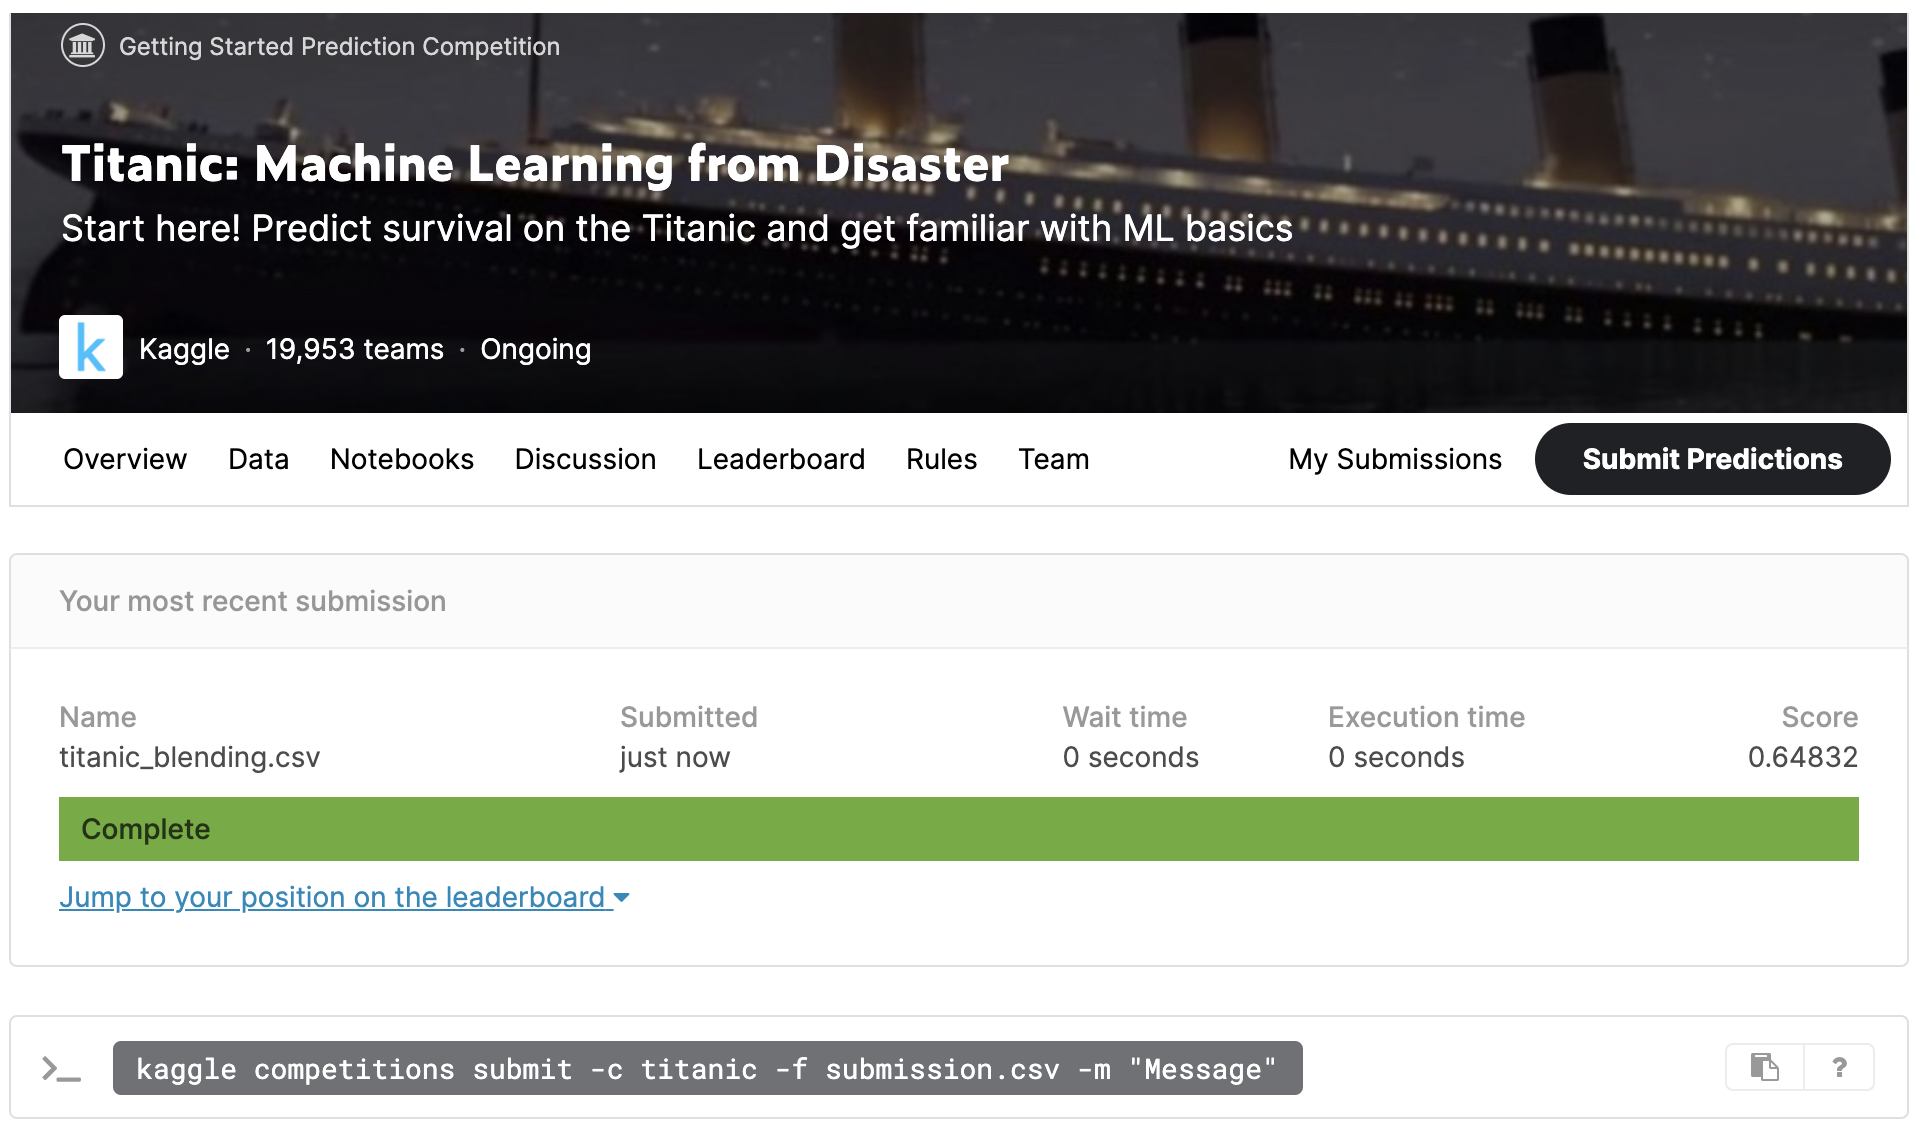 Getting Started Prediction Competition
Titanic: Machine Learning from Disaster
Start here! Predict survival on the Titanic and get familiar with ML basics
k Kaggle · 19,953 teams · Ongoing
Overview Data Notebooks Discussion Leaderboard Rules Team My Submissions Submit Predictions
Your most recent submission
Name Submitted Wait time Execution time Score
titanic_blending.csv just now 0 seconds 0 seconds 0.64832
Complete
Jump to your position on the leaderboard
>_ kaggle competitions submit -c titanic -f submission.csv -m "Message" ?